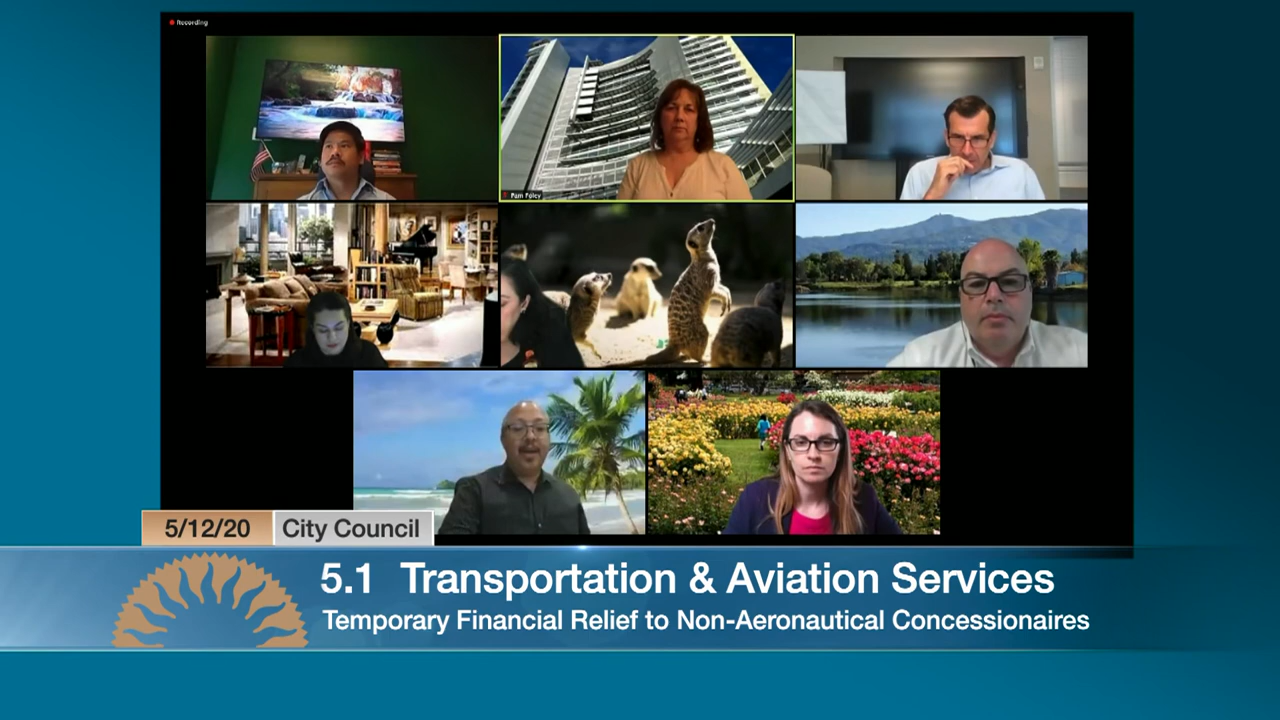 Recording
Pam Foley
5/12/20 City Council
5.1 Transportation & Aviation Services
Temporary Financial Relief to Non-Aeronautical Concessionaires